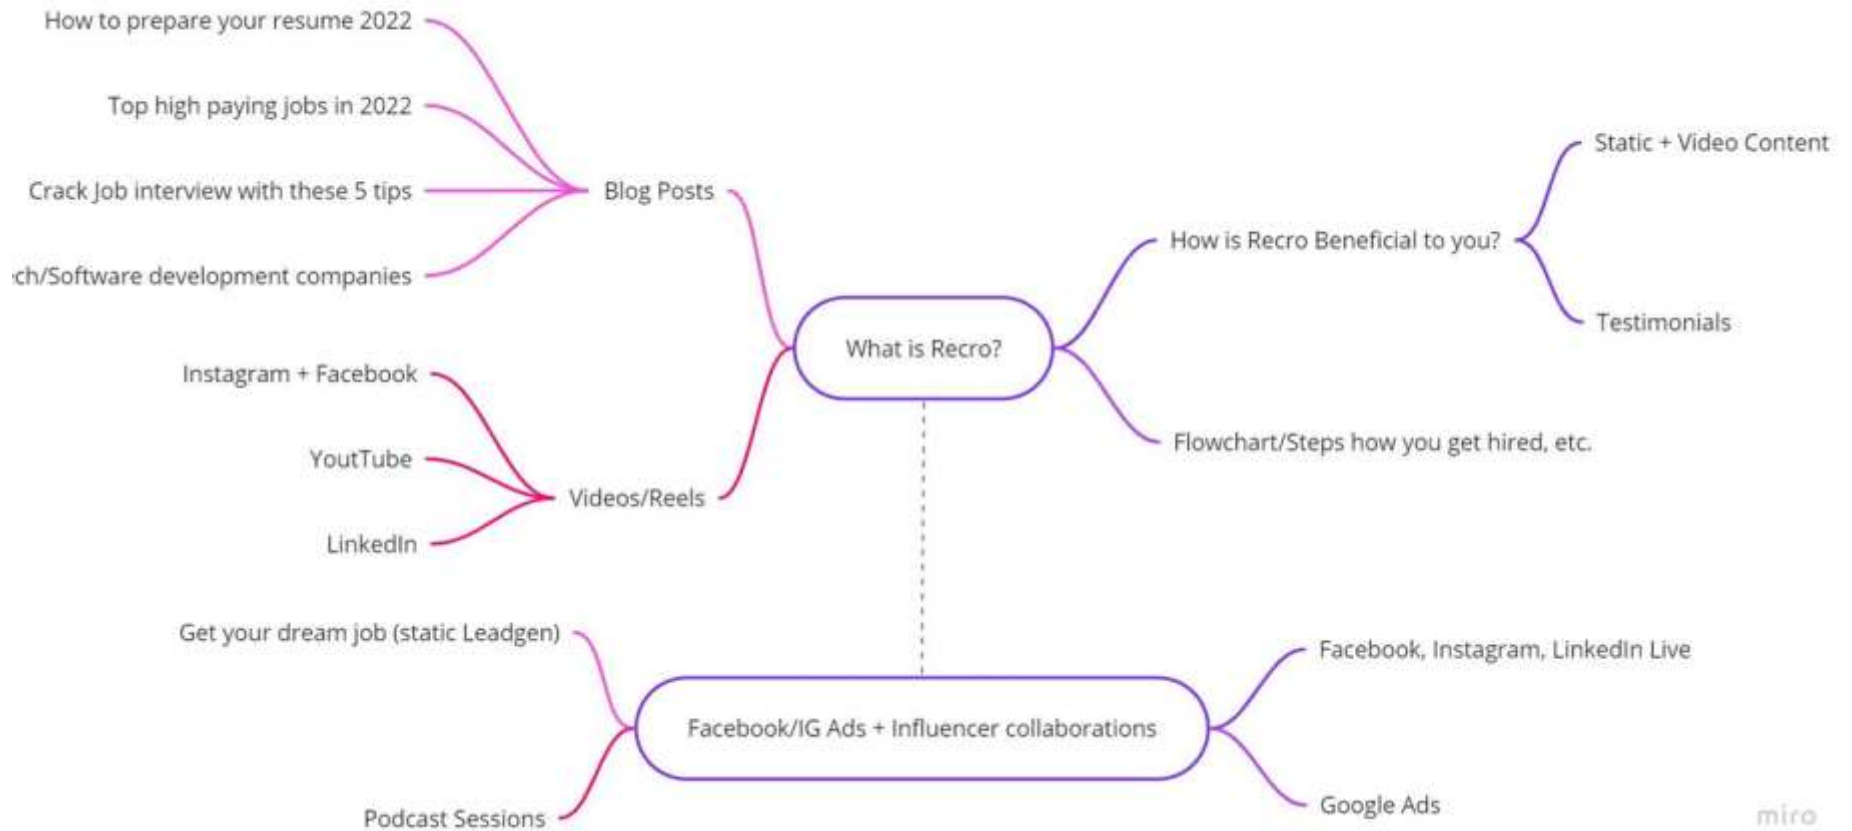 How to prepare your resume 2022
Top high paying jobs in 2022
Crack Job interview with these 5 tips
ch/Software development companies
Blog Posts
Instagram + Facebook
YoutTube
LinkedIn
Videos/Reels
What is Recro?
How is Recro Beneficial to you?
Static + Video Content
Testimonials
Flowchart/Steps how you get hired, etc.
Get your dream job (static Leadgen)
Podcast Sessions
Facebook/IG Ads + Influencer collaborations
Facebook, Instagram, LinkedIn Live
Google Ads
miro